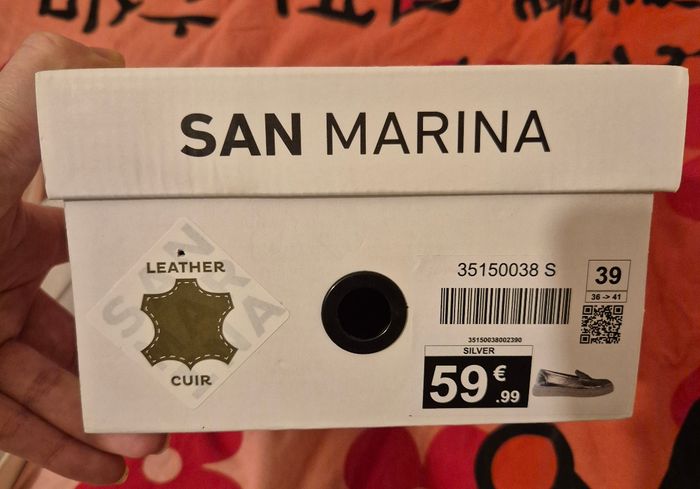 SAN MARINA
LEATHER
CUIR
35150038 S
35150038002390
SILVER
59€.99
39
36 -> 41